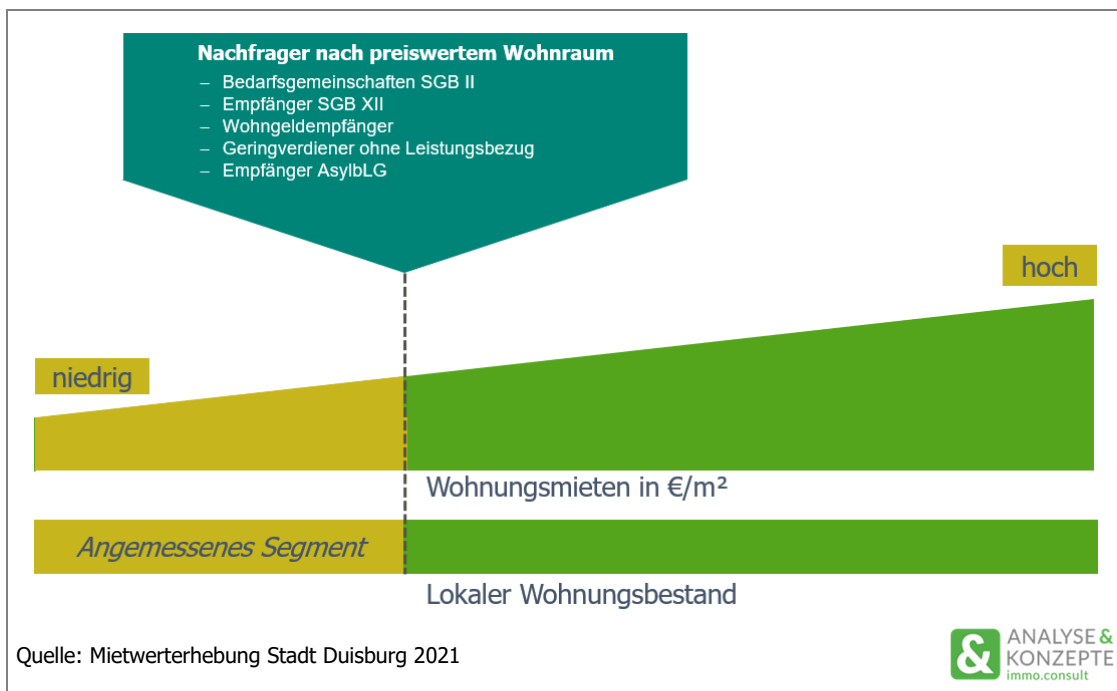 Nachfrager nach preiswertem Wohnraum
– Bedarfsgemeinschaften SGB II
– Empfänger SGB XII
– Wohngeldempfänger
– Geringverdiener ohne Leistungsbezug
– Empfänger AsylbLG
hoch
niedrig
Wohnungsmieten in €/m²
Angemessenes Segment
Lokaler Wohnungsbestand
Quelle: Mietwerterhebung Stadt Duisburg 2021
& ANALYSE &
KONZEPTE
immo.consult